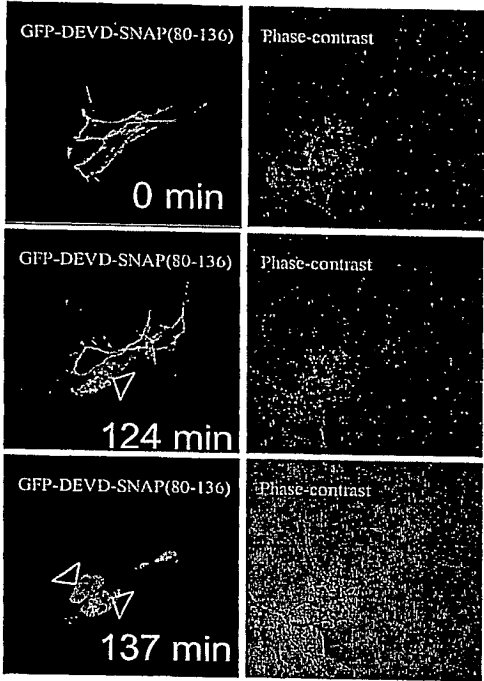 GFP-DEVD-SNAP(80-136)
Phase-contrast
0 min
GFP-DEVD-SNAP(80-136)
Phase-contrast
124 min
GFP-DEVD-SNAP(80-136)
Phase-contrast
137 min